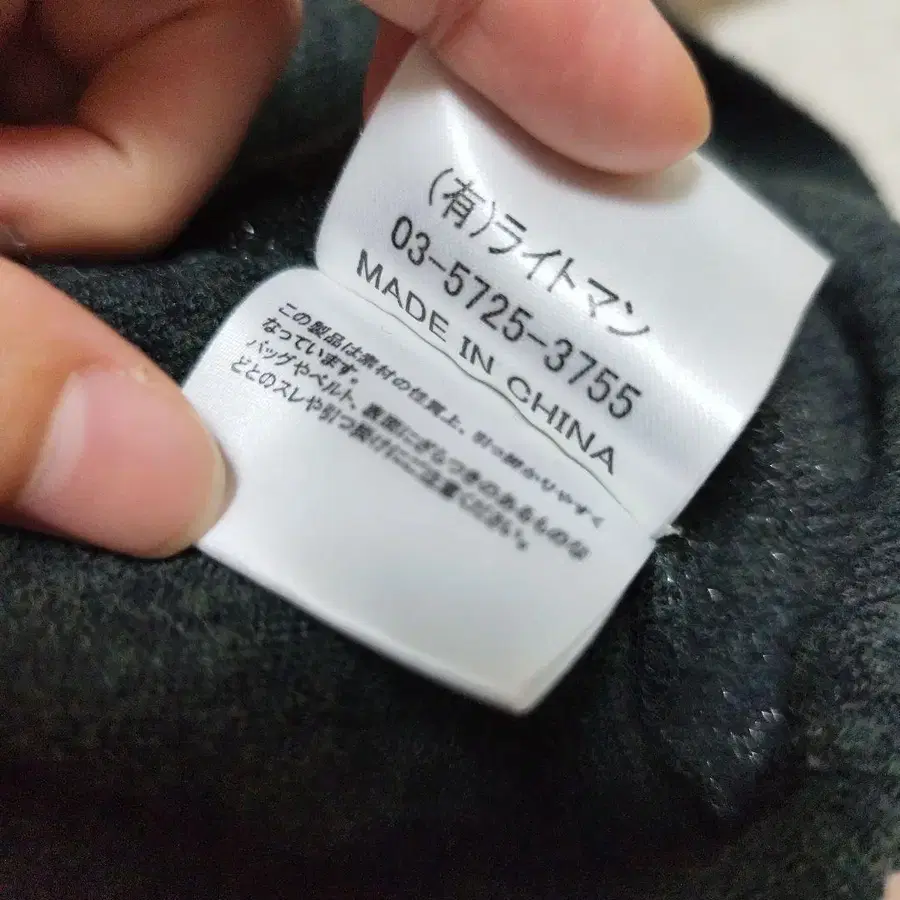 (有)ライトマン
03-5725-3755
MADE IN CHINA
この製品は素材の性質上、引っ掛かりやすく
なっています。
バッグやベルト、裏面にざらつきのあるものな
どとのスレや引っ掛けにご注意ください。